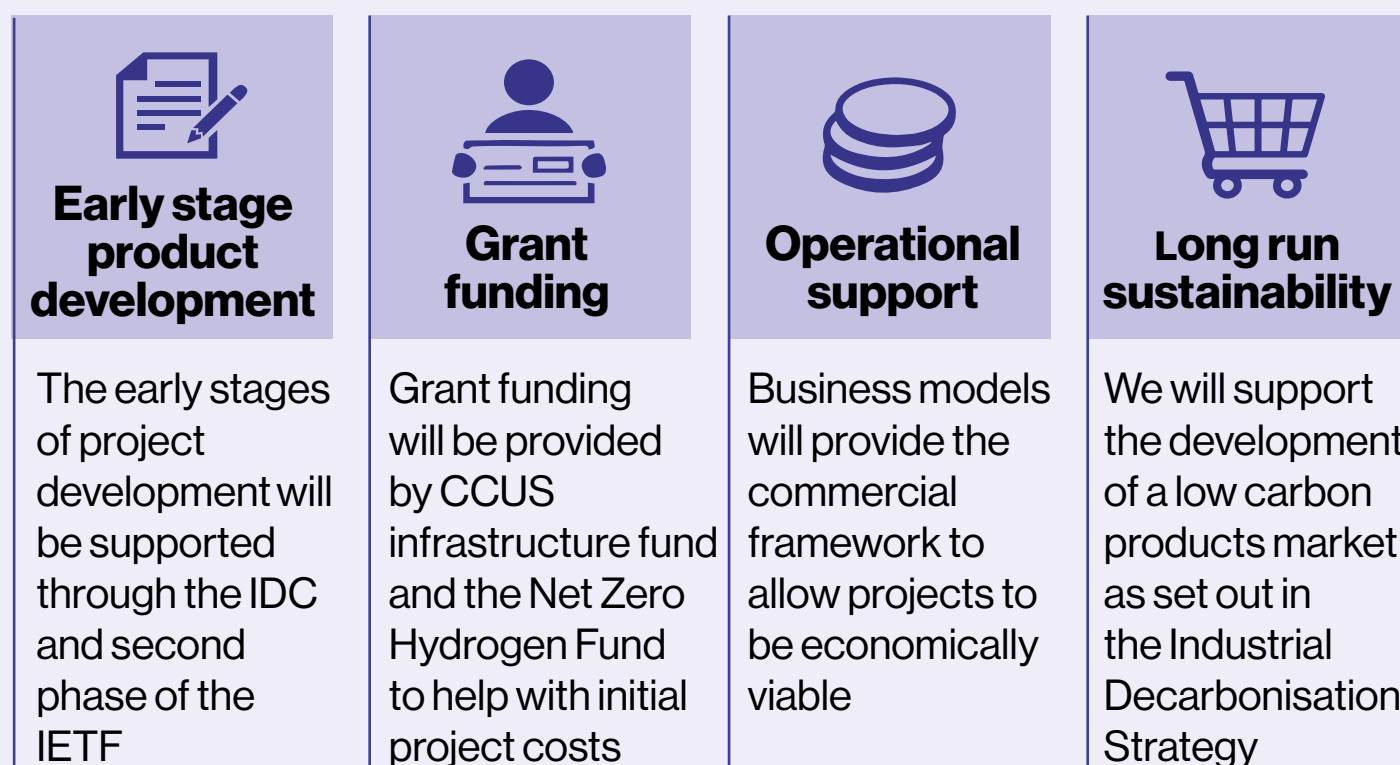 Early stage
product
development
The early stages
of project
development will
be supported
through the IDC
and second
phase of the
IETF
Grant
funding
Grant funding
will be provided
by CCUS
infrastructure fund
and the Net Zero
Hydrogen Fund
to help with initial
project costs
Operational
support
Business models
will provide the
commercial
framework to
allow projects to
be economically
viable
Long run
sustainability
We will support
the development
of a low carbon
products market
as set out in
the Industrial
Decarbonisation
Strategy